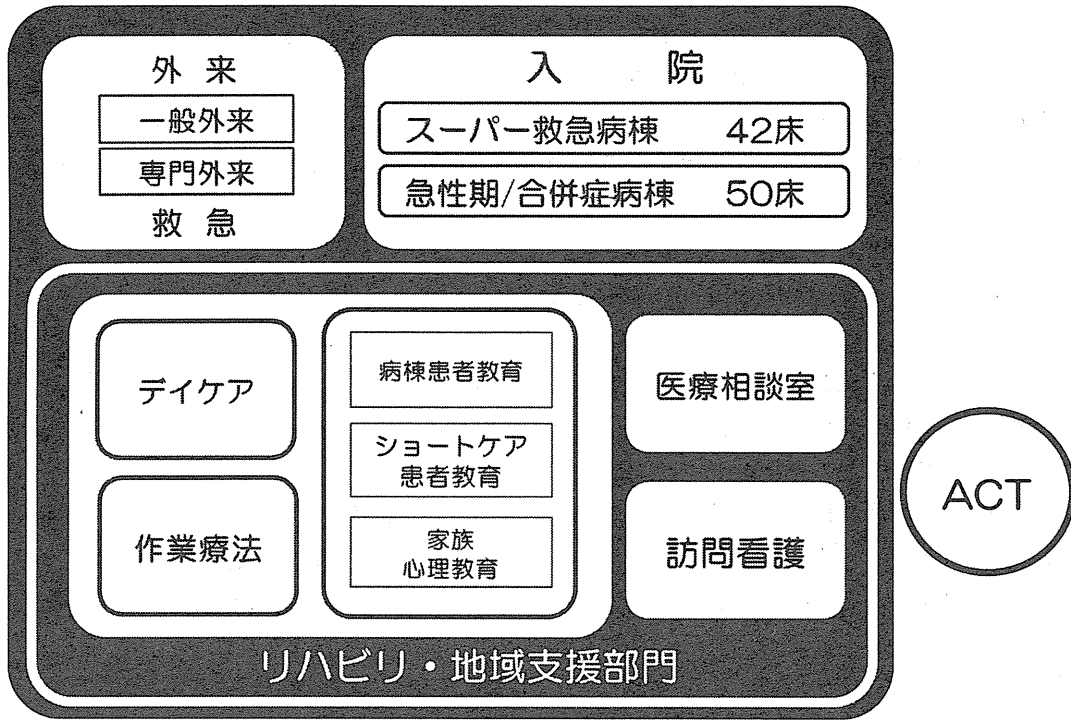 外 来
一般外来
専門外来
救 急
入 院
スーパー救急病棟 42床
急性期/合併症病棟 50床
デイケア
作業療法
病棟患者教育
ショートケア
患者教育
家族
心理教育
医療相談室
訪問看護
リハビリ・地域支援部門
ACT